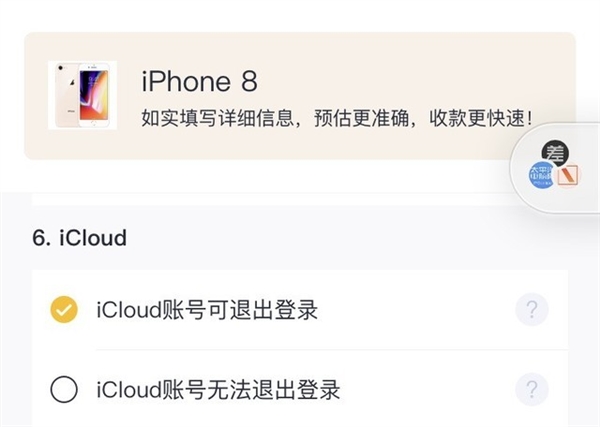 iPhone 8
如实填写详细信息，预估更准确，收款更快速！
差
6. iCloud
iCloud账号可退出登录
?
iCloud账号无法退出登录
?